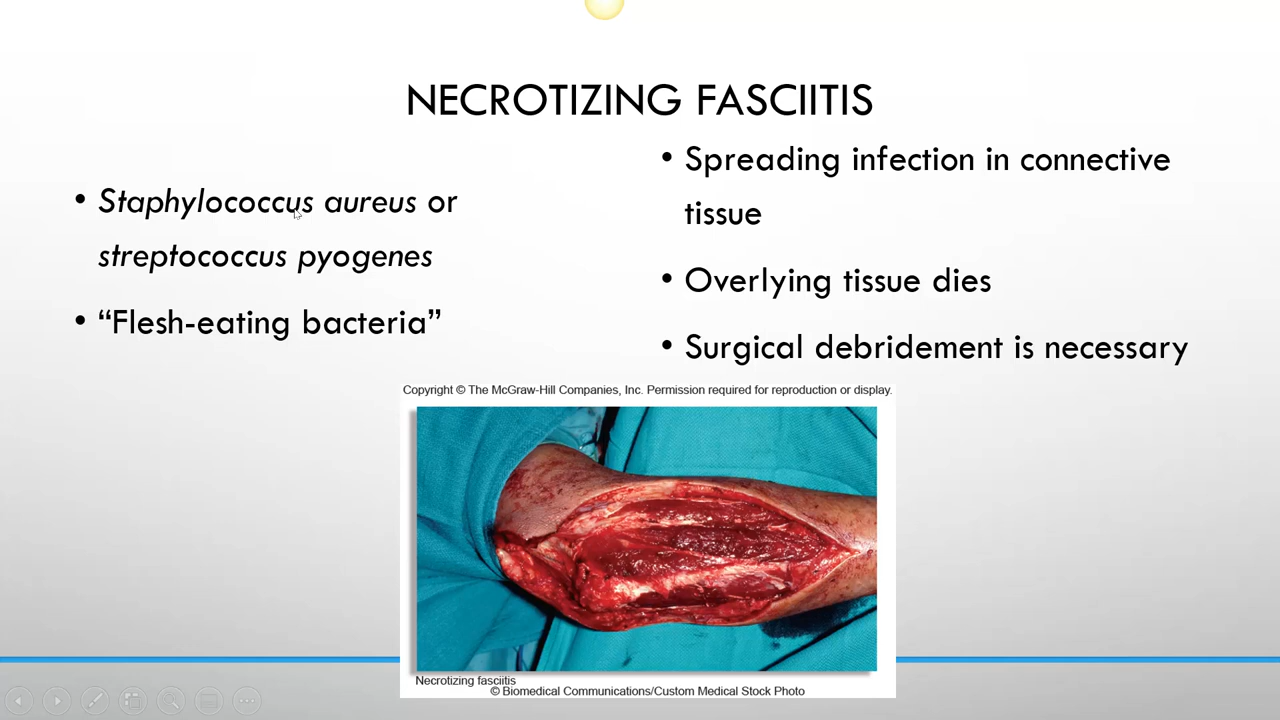 NECROTIZING FASCIITIS
• Staphylococcus aureus or
streptococcus pyogenes
• “Flesh-eating bacteria”
• Spreading infection in connective
tissue
• Overlying tissue dies
• Surgical debridement is necessary
Copyright © The McGraw-Hill Companies, Inc. Permission required for reproduction or display.
Necrotizing fasciitis
© Biomedical Communications/Custom Medical Stock Photo